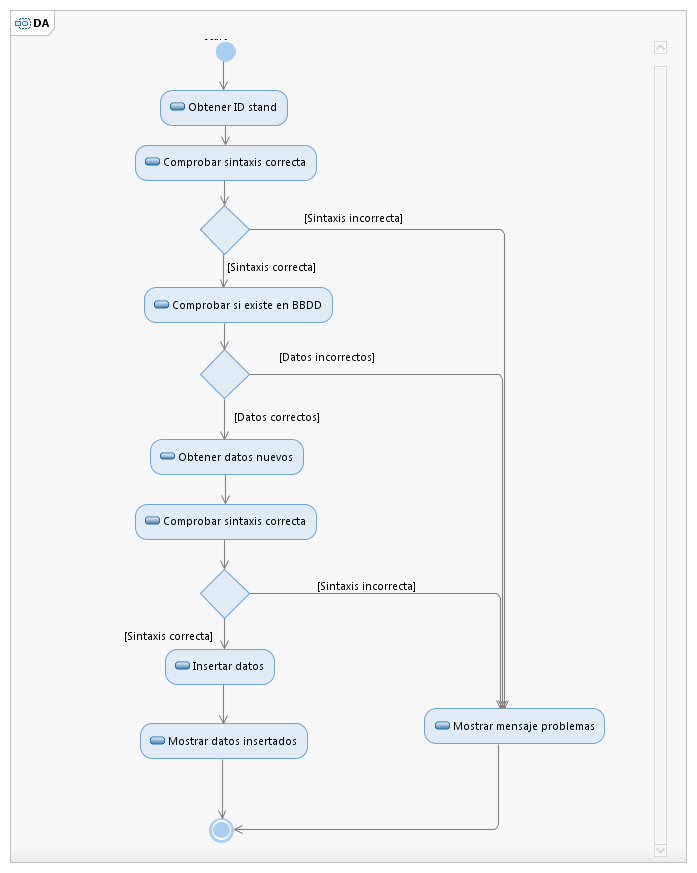 DA
Obtener ID stand
Comprobar sintaxis correcta
[Sintaxis incorrecta]
[Sintaxis correcta]
Comprobar si existe en BBDD
[Datos incorrectos]
[Datos correctos]
Obtener datos nuevos
Comprobar sintaxis correcta
[Sintaxis incorrecta]
[Sintaxis correcta]
Insertar datos
Mostrar mensaje problemas
Mostrar datos insertados